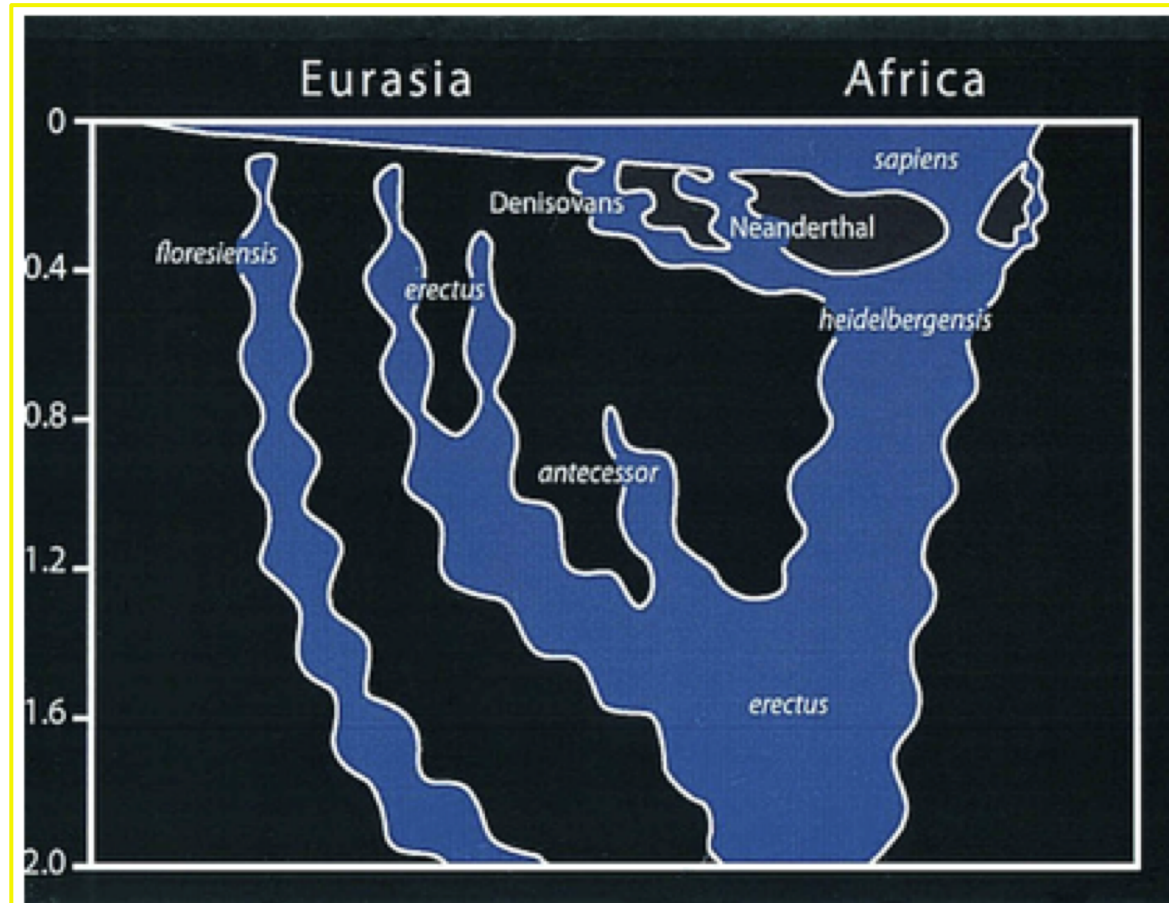 Eurasia Africa
0
sapiens
Denisovans
Neanderthal
floresiensis
0.4
erectus
heidelbergensis
0.8
antecessor
1.2
1.6
erectus
2.0